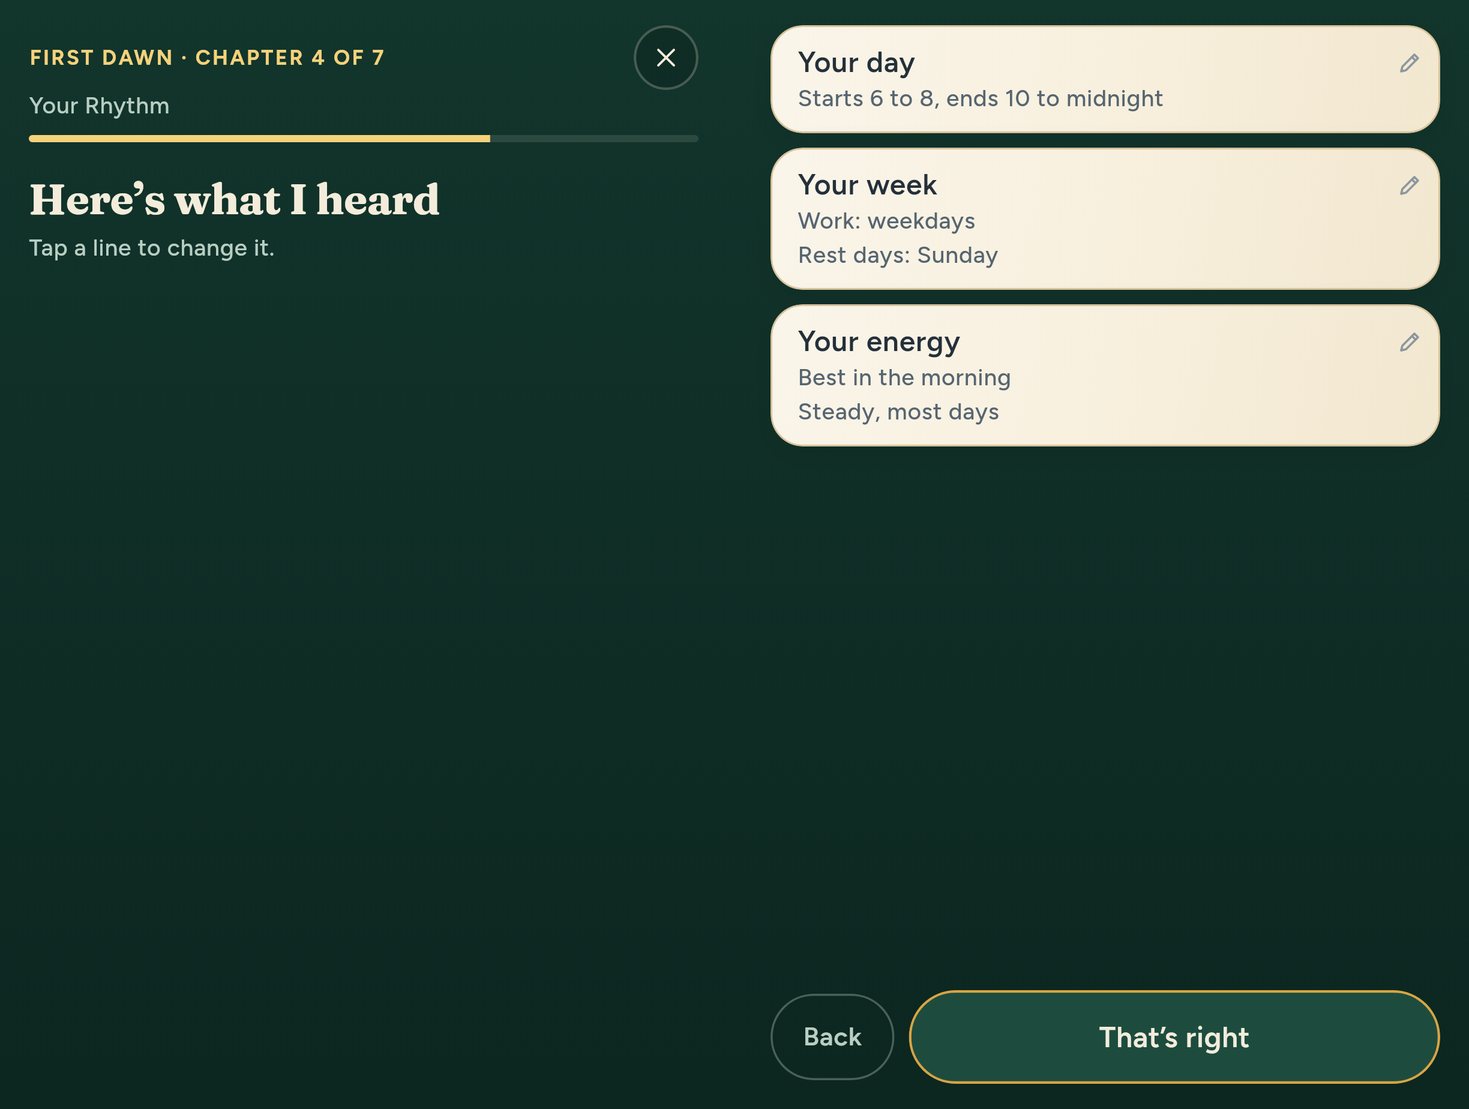 FIRST DAWN · CHAPTER 4 OF 7
Your Rhythm
Here’s what I heard
Tap a line to change it.
Your day
Starts 6 to 8, ends 10 to midnight
Your week
Work: weekdays
Rest days: Sunday
Your energy
Best in the morning
Steady, most days
Back
That’s right